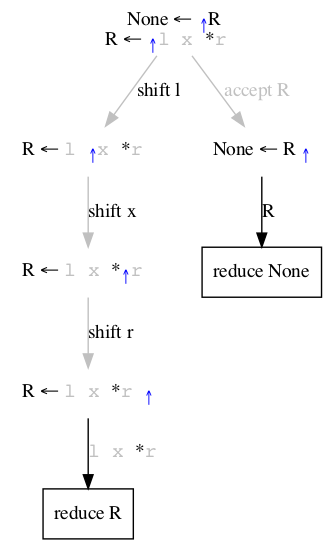 None ← ↑R
R ← ↑l x *r
shift l
accept R
R ← l ↑x *r
None ← R ↑
shift x
R
R ← l x *↑r
reduce None
shift r
R ← l x *r ↑
l x *r
reduce R